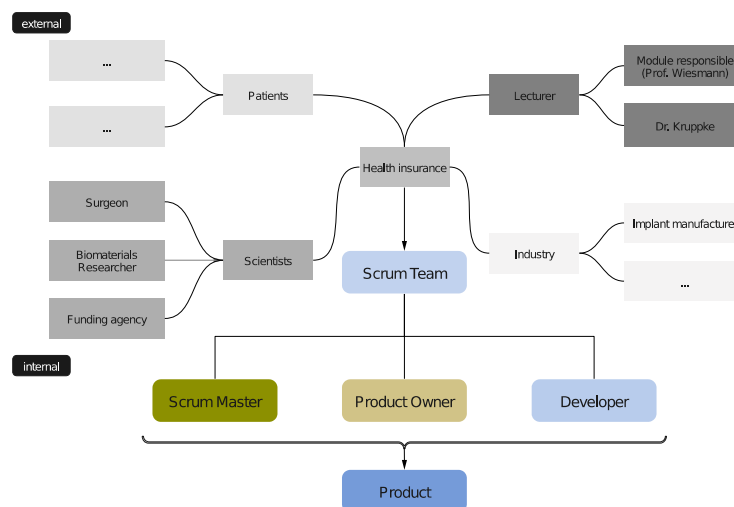 external
...
Patients
...
Lecturer
Module responsible
(Prof. Wiesmann)
Dr. Kruppke
Health insurance
Surgeon
Biomaterials
Researcher
Scientists
Funding agency
Industry
Implant manufacture
...
Scrum Team
internal
Scrum Master
Product Owner
Developer
Product